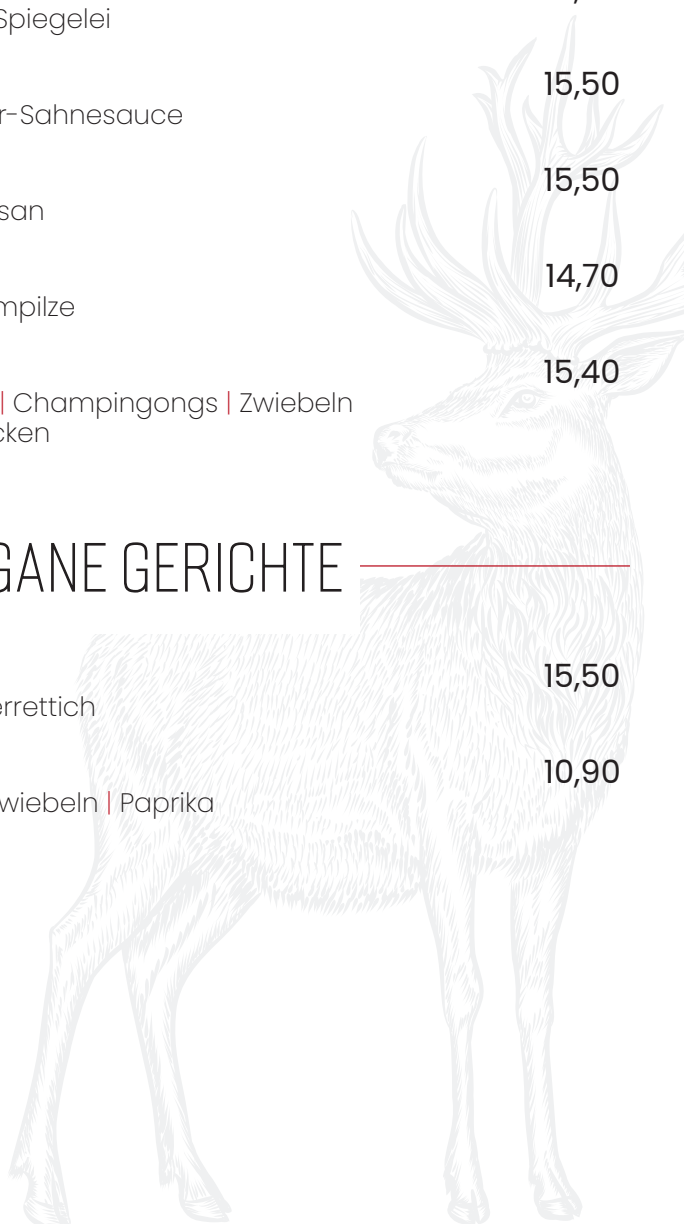 Spiegelei
15,50
r-Sahnesauce
15,50
san
14,70
mpilze
15,40
| Champingongs | Zwiebeln
cken
GANE GERICHTE
15,50
errettich
10,90
wiebeln | Paprika